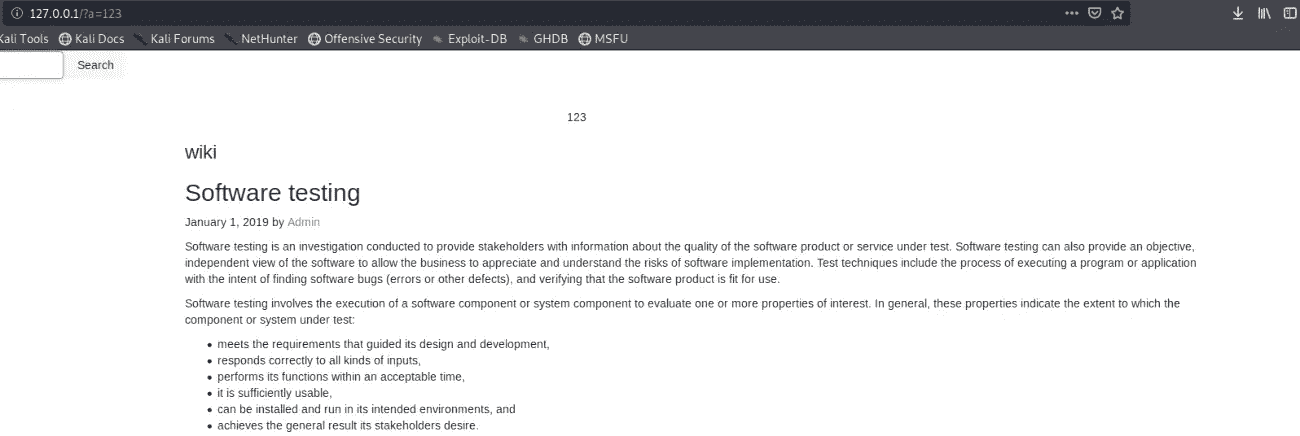 127.0.0.1/?a=123
Kali Tools Kali Docs Kali Forums NetHunter Offensive Security Exploit-DB GHDB MSFU
Search
123
wiki
Software testing
January 1, 2019 by Admin
Software testing is an investigation conducted to provide stakeholders with information about the quality of the software product or service under test. Software testing can also provide an objective,
independent view of the software to allow the business to appreciate and understand the risks of software implementation. Test techniques include the process of executing a program or application
with the intent of finding software bugs (errors or other defects), and verifying that the software product is fit for use.
Software testing involves the execution of a software component or system component to evaluate one or more properties of interest. In general, these properties indicate the extent to which the
component or system under test:
• meets the requirements that guided its design and development,
• responds correctly to all kinds of inputs,
• performs its functions within an acceptable time,
• it is sufficiently usable,
• can be installed and run in its intended environments, and
• achieves the general result its stakeholders desire.